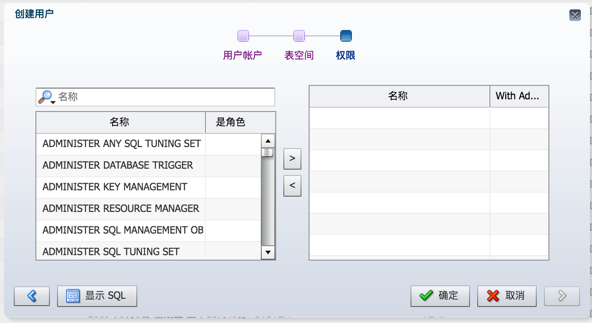 创建用户
用户帐户 表空间 权限
名称
名称 是角色
ADMINISTER ANY SQL TUNING SET
ADMINISTER DATABASE TRIGGER
ADMINISTER KEY MANAGEMENT
ADMINISTER RESOURCE MANAGER
ADMINISTER SQL MANAGEMENT OB
ADMINISTER SQL TUNING SET
>
<
名称 With Ad...
显示 SQL 确定 取消